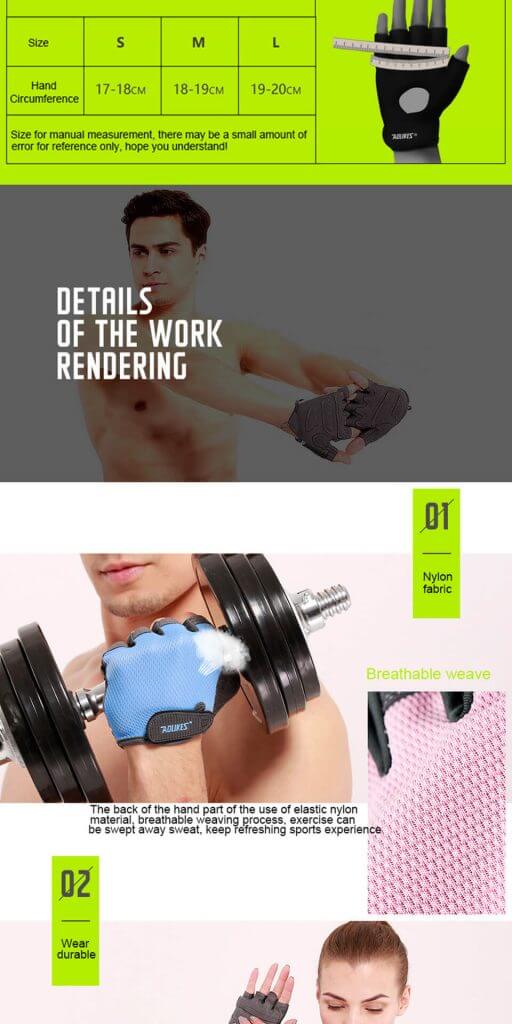 Size S M L
Hand
Circumference 17-18CM 18-19CM 19-20CM
Size for manual measurement, there may be a small amount of
error for reference only, hope you understand!
AOLIKES
DETAILS
OF THE WORK
RENDERING
01
Nylon
fabric
AOLIKES
Breathable weave
The back of the hand part of the use of elastic nylon
material, breathable weaving process, exercise can
be swept away sweat, keep refreshing sports experience
02
Wear
durable